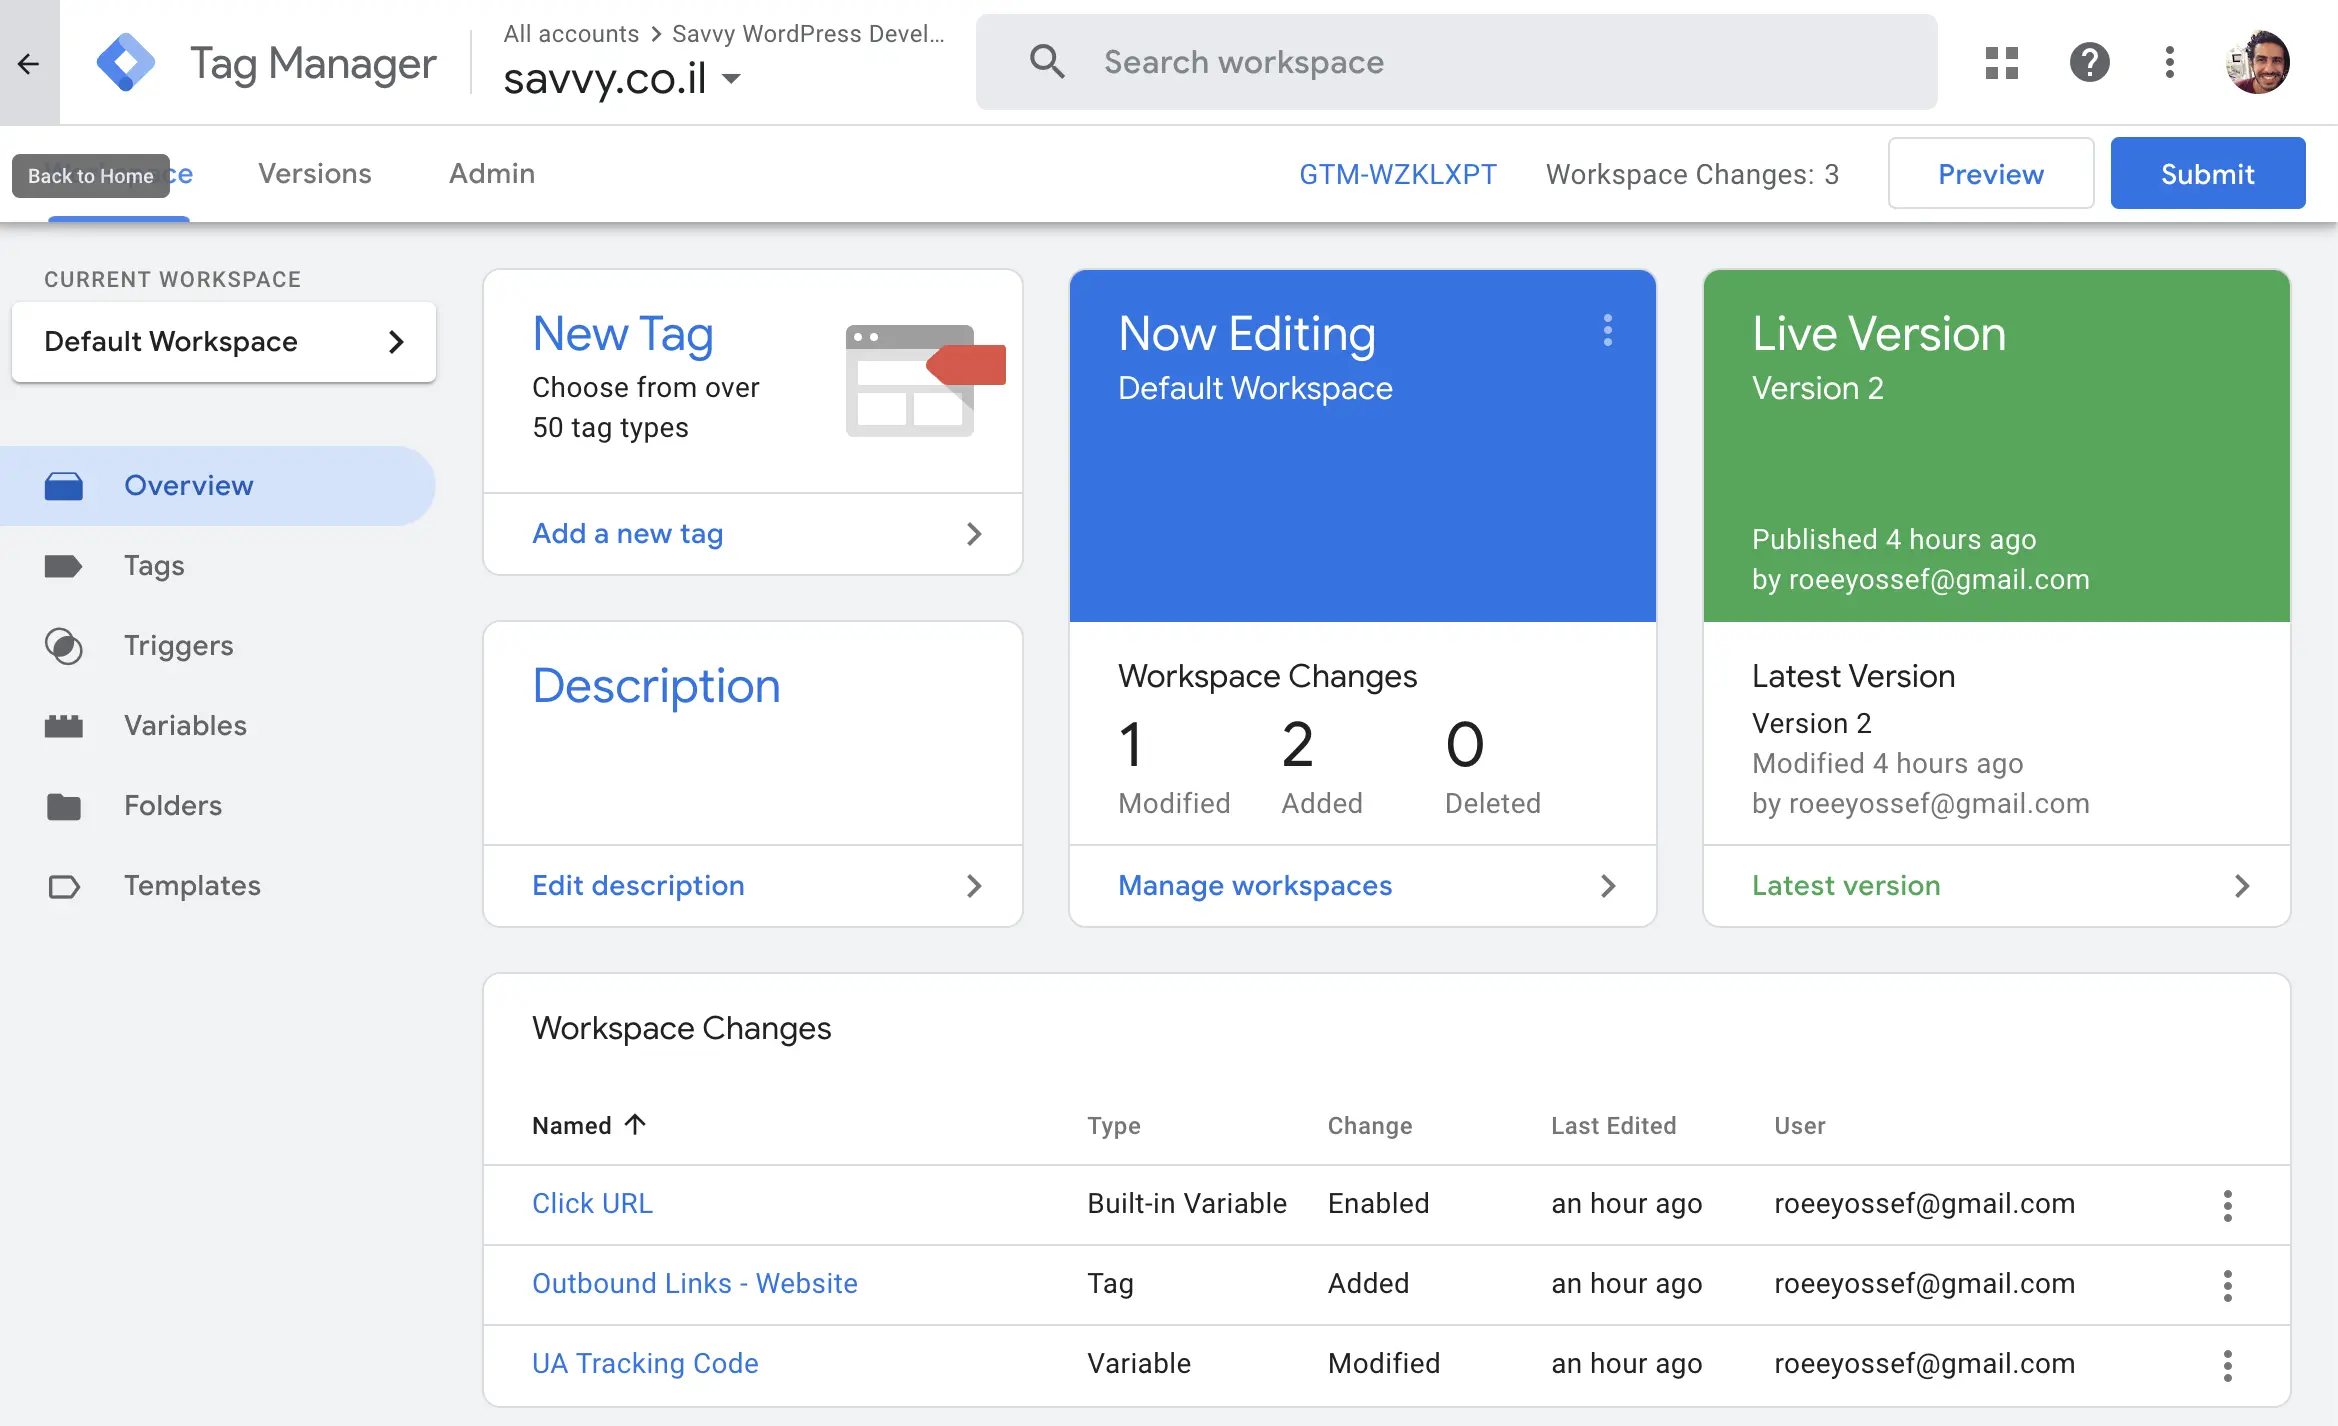 Tag Manager
All accounts > Savvy WordPress Devel...
savvy.co.il
Search workspace
Back to Home
Versions
Admin
GTM-WZKLXPT
Workspace Changes: 3
Preview
Submit
CURRENT WORKSPACE
Default Workspace
Overview
Tags
Triggers
Variables
Folders
Templates
New Tag
Choose from over
50 tag types
Add a new tag
Description
Edit description
Now Editing
Default Workspace
Workspace Changes
1 2 0
Modified Added Deleted
Manage workspaces
Live Version
Version 2
Published 4 hours ago
by roeeyossef@gmail.com
Latest Version
Version 2
Modified 4 hours ago
by roeeyossef@gmail.com
Latest version
Workspace Changes
Named Type Change Last Edited User
Click URL Built-in Variable Enabled an hour ago roeeyossef@gmail.com
Outbound Links - Website Tag Added an hour ago roeeyossef@gmail.com
UA Tracking Code Variable Modified an hour ago roeeyossef@gmail.com